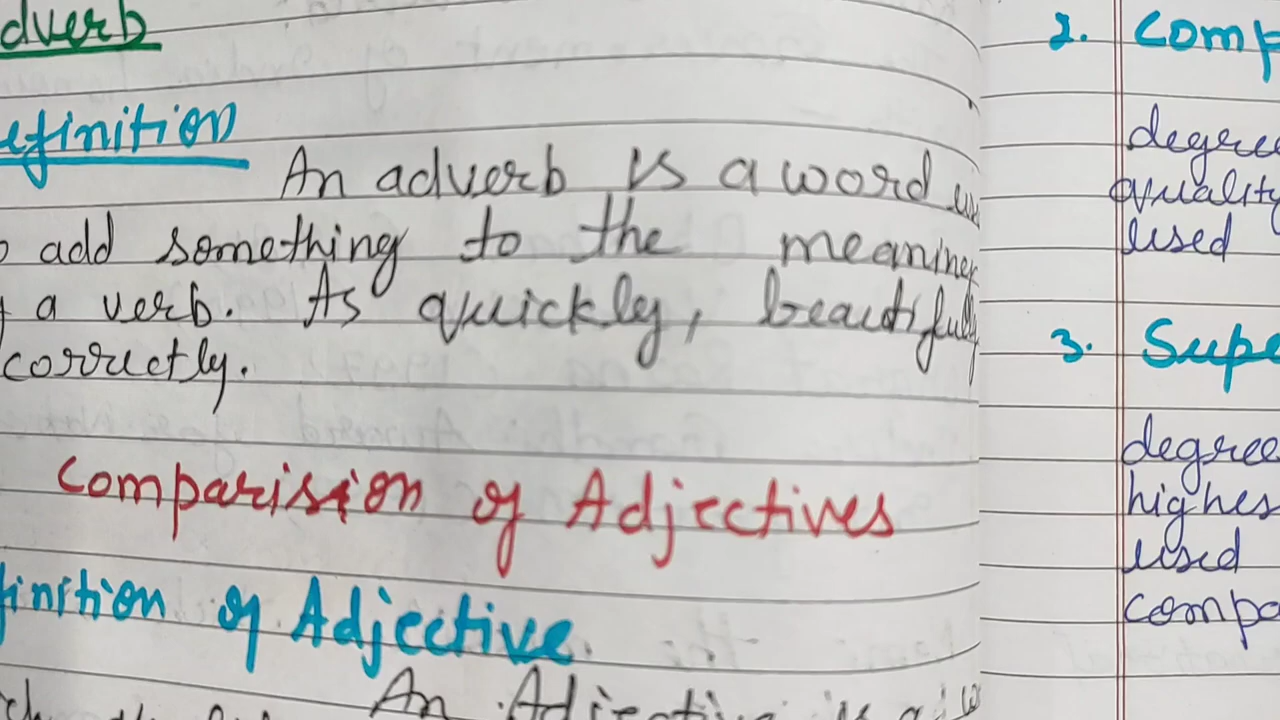 dverb
efinition
An adverb is a word
add something to the meaning
a verb. As quickly, beautifully
correctly.
Comparision of Adjectives
finition of Adjective.
An Adjective is a w
2. Comp
degree
quality
used
3. Supe
degree
highes
used
compa